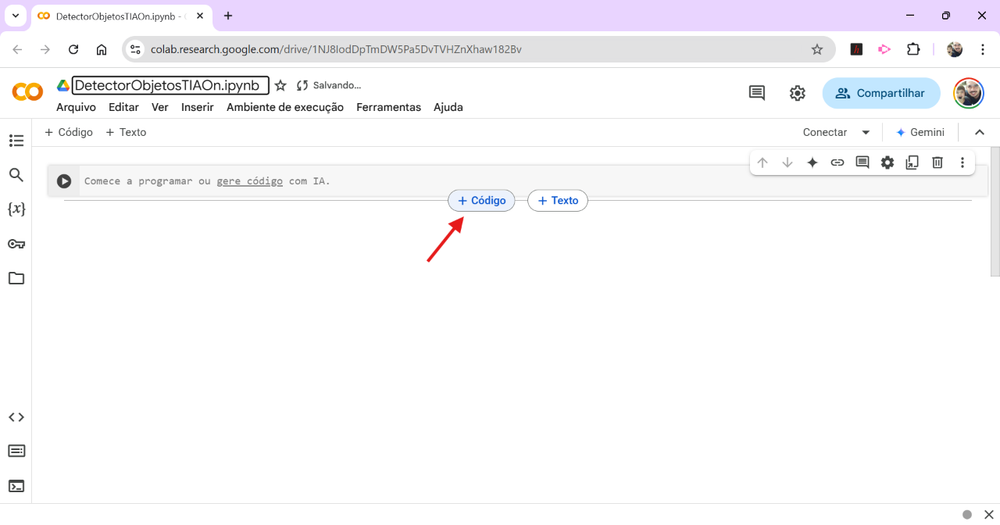 DetectorObjetosTIAOn.ipynb -
colab.research.google.com/drive/1NJ8IodDpTmDW5Pa5DvTVHZnXhaw182Bv
DetectorObjetosTIAOn.ipynb Salvando...
Arquivo Editar Ver Inserir Ambiente de execução Ferramentas Ajuda
Compartilhar
+ Código + Texto
Conectar Gemini
{x}
Comece a programar ou gere código com IA.
+ Código + Texto